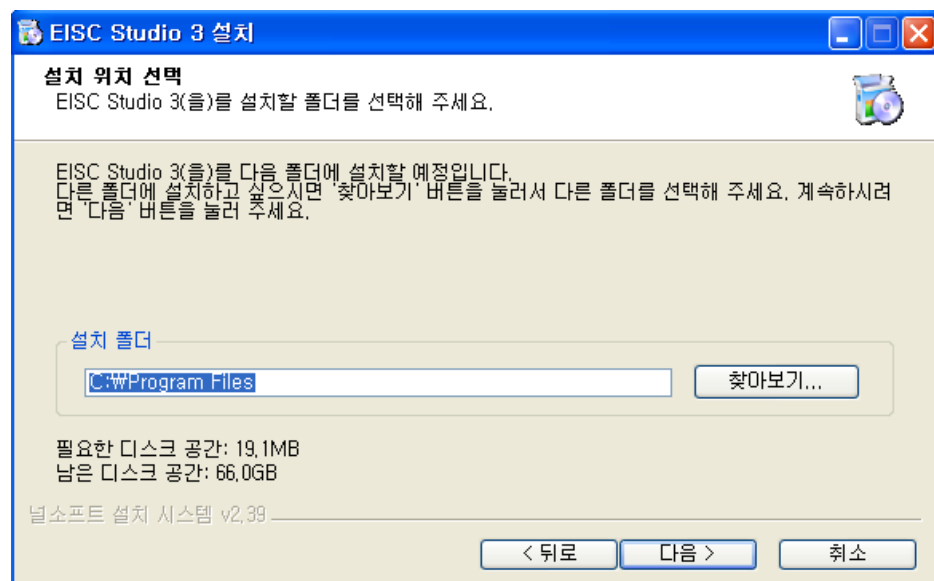 EISC Studio 3 설치
설치 위치 선택
EISC Studio 3(을)를 설치할 폴더를 선택해 주세요.
EISC Studio 3(을)를 다음 폴더에 설치할 예정입니다.
다른 폴더에 설치하고 싶으시면 '찾아보기' 버튼을 눌러서 다른 폴더를 선택해 주세요. 계속하시려
면 '다음' 버튼을 눌러 주세요.
설치 폴더
C:₩Program Files
찾아보기...
필요한 디스크 공간: 19.1MB
남은 디스크 공간: 66.0GB
널소프트 설치 시스템 v2.39
< 뒤로
다음 >
취소